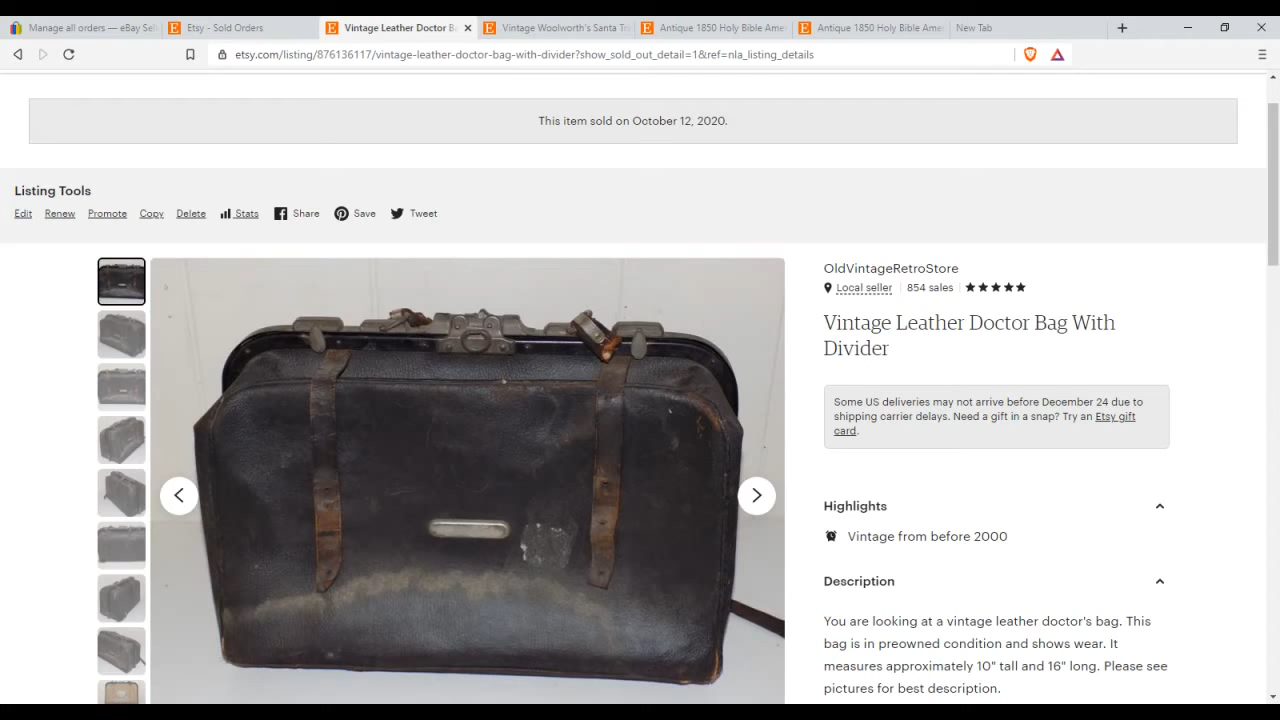 Manage all orders — eBay Sell
Etsy - Sold Orders
Vintage Leather Doctor Ba
Vintage Woolworth's Santa Tr
Antique 1850 Holy Bible Ame
Antique 1850 Holy Bible Ame
New Tab
etsy.com/listing/876136117/vintage-leather-doctor-bag-with-divider?show_sold_out_detail=1&ref=nla_listing_details
This item sold on October 12, 2020.
Listing Tools
Edit Renew Promote Copy Delete Stats Share Save Tweet
OldVintageRetroStore
Local seller 854 sales
Vintage Leather Doctor Bag With
Divider
Some US deliveries may not arrive before December 24 due to
shipping carrier delays. Need a gift in a snap? Try an Etsy gift
card.
Highlights
Vintage from before 2000
Description
You are looking at a vintage leather doctor's bag. This
bag is in preowned condition and shows wear. It
measures approximately 10" tall and 16" long. Please see
pictures for best description.